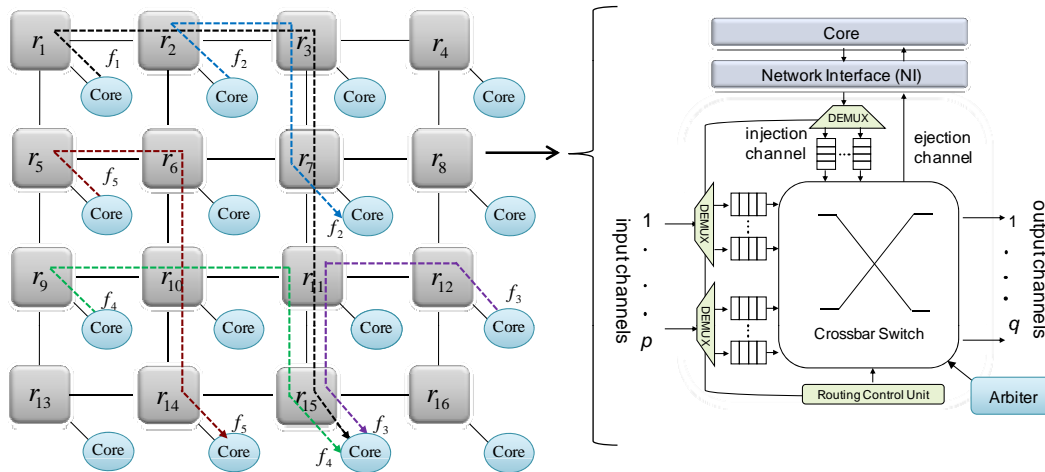 r1
r2
r3
r4
f1
f2
Core
Core
Core
Core
r5
r6
r7
r8
f5
Core
Core
Core
Core
f2
r9
r10
r11
r12
f4
f3
Core
Core
Core
Core
r13
r14
r15
r16
f5
f3
f4
Core
Core
Core
Core
Core
Network Interface (NI)
DEMUX
injection
channel
ejection
channel
input channels
1
p
DEMUX
DEMUX
Crossbar Switch
output channels
1
q
Routing Control Unit
Arbiter